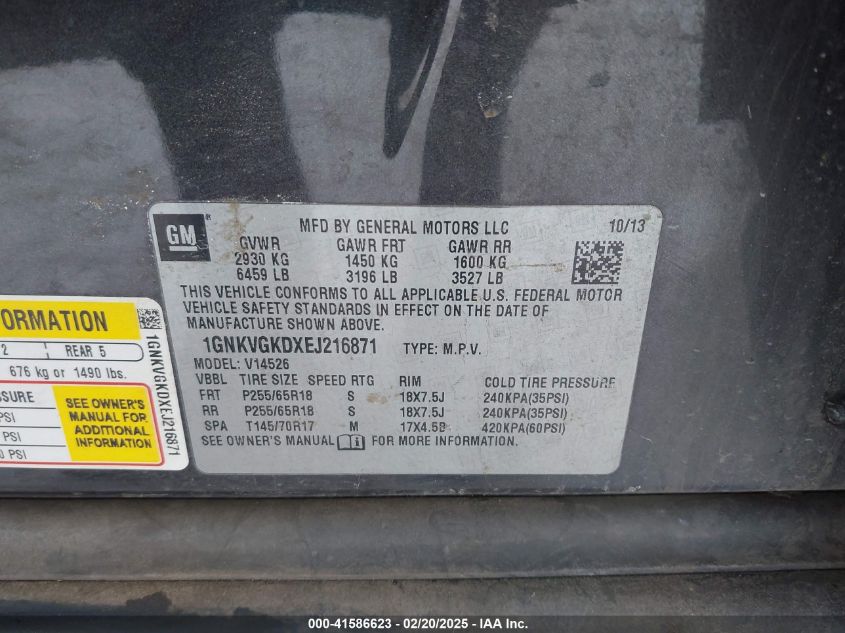 GM
MFD BY GENERAL MOTORS LLC 10/13
GVWR GAWR FRT GAWR RR
2930 KG 1450 KG 1600 KG
6459 LB 3196 LB 3527 LB
THIS VEHICLE CONFORMS TO ALL APPLICABLE U.S. FEDERAL MOTOR
VEHICLE SAFETY STANDARDS IN EFFECT ON THE DATE OF
MANUFACTURE SHOWN ABOVE.
1GNKVGKDXEJ216871 TYPE: M.P.V.
MODEL: V14526
VBBL TIRE SIZE SPEED RTG RIM COLD TIRE PRESSURE
FRT P255/65R18 S 18X7.5J 240KPA(35PSI)
RR P255/65R18 S 18X7.5J 240KPA(35PSI)
SPA T145/70R17 M 17X4.5B 420KPA(60PSI)
SEE OWNER'S MANUAL FOR MORE INFORMATION.
ORMATION
2 REAR 5
676 kg or 1490 lbs.
SURE
PSI
PSI
0 PSI
SEE OWNER'S
MANUAL FOR
ADDITIONAL
INFORMATION
1GNKVGKDXEJ216871
000-41586623 - 02/20/2025 - IAA Inc.